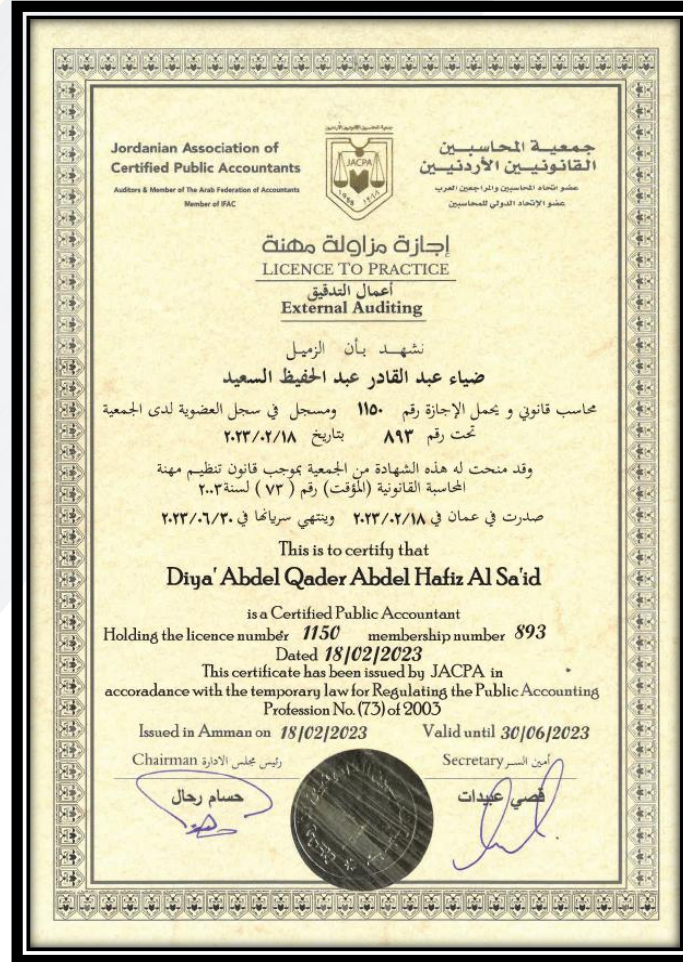 Jordanian Association of
Certified Public Accountants
Auditors & Member of The Arab Federation of Accountants
Member of IFAC
JACPA
جمعية المحاسبين
القانونيين الأردنيين
عضو اتحاد المحاسبين والمراجعين العرب
عضو الإتحاد الدولي للمحاسبين
إجازة مزاولة مهنة
LICENCE TO PRACTICE
أعمال التدقيق
External Auditing
نشهد بأن الزميل
ضياء عبد القادر عبد الحفيظ السعيد
محاسب قانوني و يحمل الإجازة رقم ١١٥٠ ومسجل في سجل العضوية لدى الجمعية
تحت رقم ٨٩٣ بتاريخ ٢٠٢٣/٠٢/١٨
وقد منحت له هذه الشهادة من الجمعية بموجب قانون تنظيم مهنة
المحاسبة القانونية (المؤقت) رقم ( ٧٣ ) لسنة ٢٠٠٣
صدرت في عمان في ٢٠٢٣/٠٢/١٨ وينتهي سريانها في ٢٠٢٣/٠٦/٣٠
This is to certify that
Diya' Abdel Qader Abdel Hafiz Al Sa'id
is a Certified Public Accountant
Holding the licence number 1150 membership number 893
Dated 18/02/2023
This certificate has been issued by JACPA in
accoradance with the temporary law for Regulating the Public Accounting
Profession No. (73) of 2003
Issued in Amman on 18/02/2023 Valid until 30/06/2023
Chairman رئيس مجلس الادارة
Secretary أمين السر
حسام رحال
قصي عبيدات